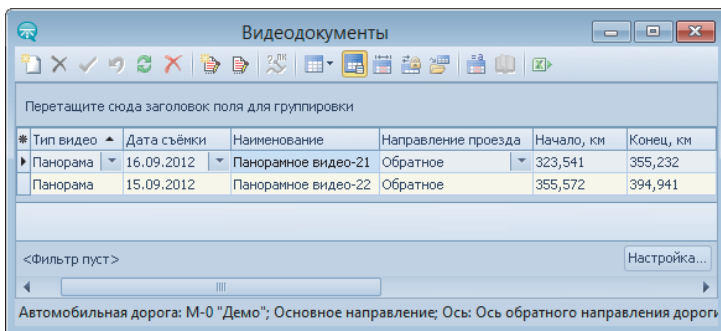 Видеодокументы
Перетащите сюда заголовок поля для группировки
Тип видео Дата съёмки Наименование Направление проезда Начало, км Конец, км
Панорама 16.09.2012 Панорамное видео-21 Обратное 323,541 355,232
Панорама 15.09.2012 Панорамное видео-22 Обратное 355,572 394,941
<Фильтр пуст> Настройка...
Автомобильная дорога: М-0 "Демо"; Основное направление; Ось: Ось обратного направления дороги